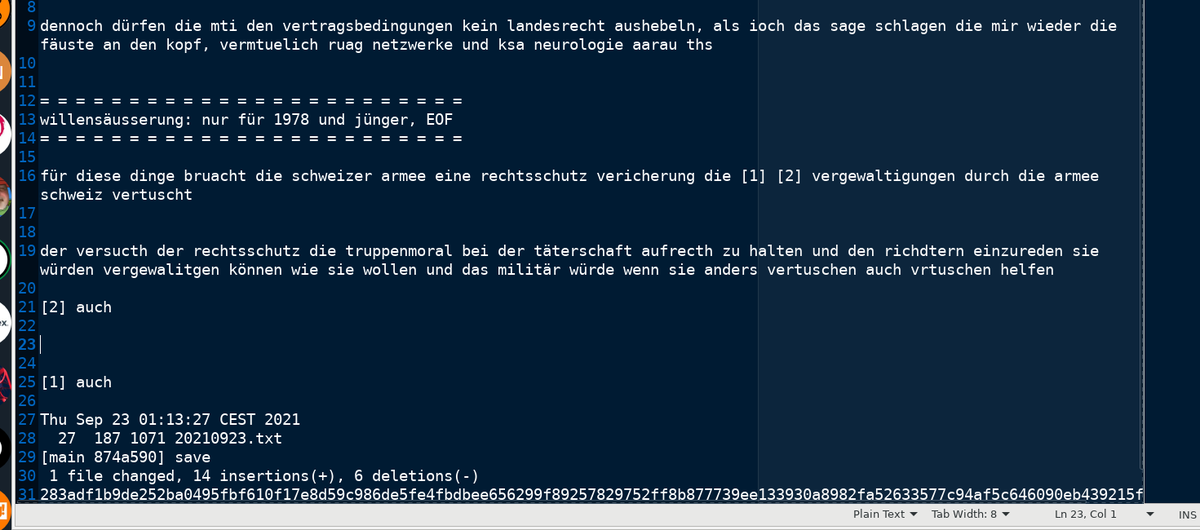 8
9 dennoch dürfen die mti den vertragsbedingungen kein landesrecht aushebeln, als ioch das sage schlagen die mir wieder die
fäuste an den kopf, vermtuelich ruag netzwerke und ksa neurologie aarau ths
10
11
12 = = = = = = = = = = = = = = = = = = = = = = = =
13 willensäusserung: nur für 1978 und jünger, EOF
14 = = = = = = = = = = = = = = = = = = = = = = = =
15
16 für diese dinge bruacht die schweizer armee eine rechtsschutz vericherung die [1] [2] vergewaltigungen durch die armee
schweiz vertuscht
17
18
19 der versucth der rechtsschutz die truppenmoral bei der täterschaft aufrecth zu halten und den richdtern einzureden sie
würden vergewalitgen können wie sie wollen und das militär würde wenn sie anders vertuschen auch vrtuschen helfen
20
21 [2] auch
22
23
24
25 [1] auch
26
27 Thu Sep 23 01:13:27 CEST 2021
28 27 187 1071 20210923.txt
29 [main 874a590] save
30 1 file changed, 14 insertions(+), 6 deletions(-)
31 283adf1b9de252ba0495fbf610f17e8d59c986de5fe4fbdbee656299f89257829752ff8b877739ee133930a8982fa52633577c94af5c646090eb439215f
Plain Text Tab Width: 8 Ln 23, Col 1 INS